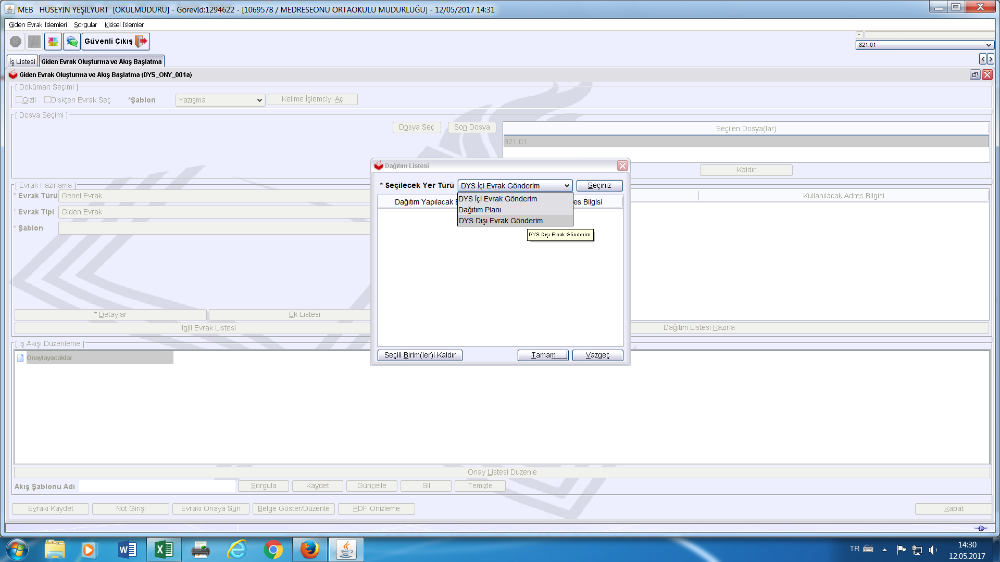 MEB HÜSEYİN YEŞİLYURT [OKULMUDURU] - GorevId:1294622 - [1069578 / MEDRESEÖNÜ ORTAOKULU MÜDÜRLÜĞÜ] - 12/05/2017 14:31
Giden Evrak Islemleri Sorgular Kisisel Islemler
Güvenli Çıkış
821.01
İş Listesi Giden Evrak Oluşturma ve Akış Başlatma
Giden Evrak Oluşturma ve Akış Başlatma (DYS_ONY_001a)
[ Doküman Seçimi ]
Gizli Diskten Evrak Seç *Şablon Yazışma Kelime İşlemciyi Aç
[ Dosya Seçimi ]
Dosya Seç Son Dosya Seçilen Dosya(lar)
821.01
Kaldır
Dağıtım Listesi
* Seçilecek Yer Türü DYS İçi Evrak Gönderim Seçiniz
DYS İçi Evrak Gönderim
Dağıtım Planı
DYS Dışı Evrak Gönderim
DYS Dışı Evrak Gönderim
Dağıtım Yapılacak es Bilgisi
[ Evrak Hazırlama ]
* Evrak Türü Genel Evrak
* Evrak Tipi Giden Evrak
* Şablon
Kullanılacak Adres Bilgisi
* Detaylar Ek Listesi
İlgili Evrak Listesi Dağıtım Listesi Hazırla
Seçili Birim(ler)i Kaldır Tamam Vazgeç
[ İş Akışı Düzenleme ]
Onaylayacaklar
Onay Listesi Düzenle
Akış Şablonu Adı Sorgula Kaydet Güncelle Sil Temizle
Evrakı Kaydet Not Girişi Evrakı Onaya Sun Belge Göster/Düzenle PDF Önizleme Kapat
TR 14:30
12.05.2017